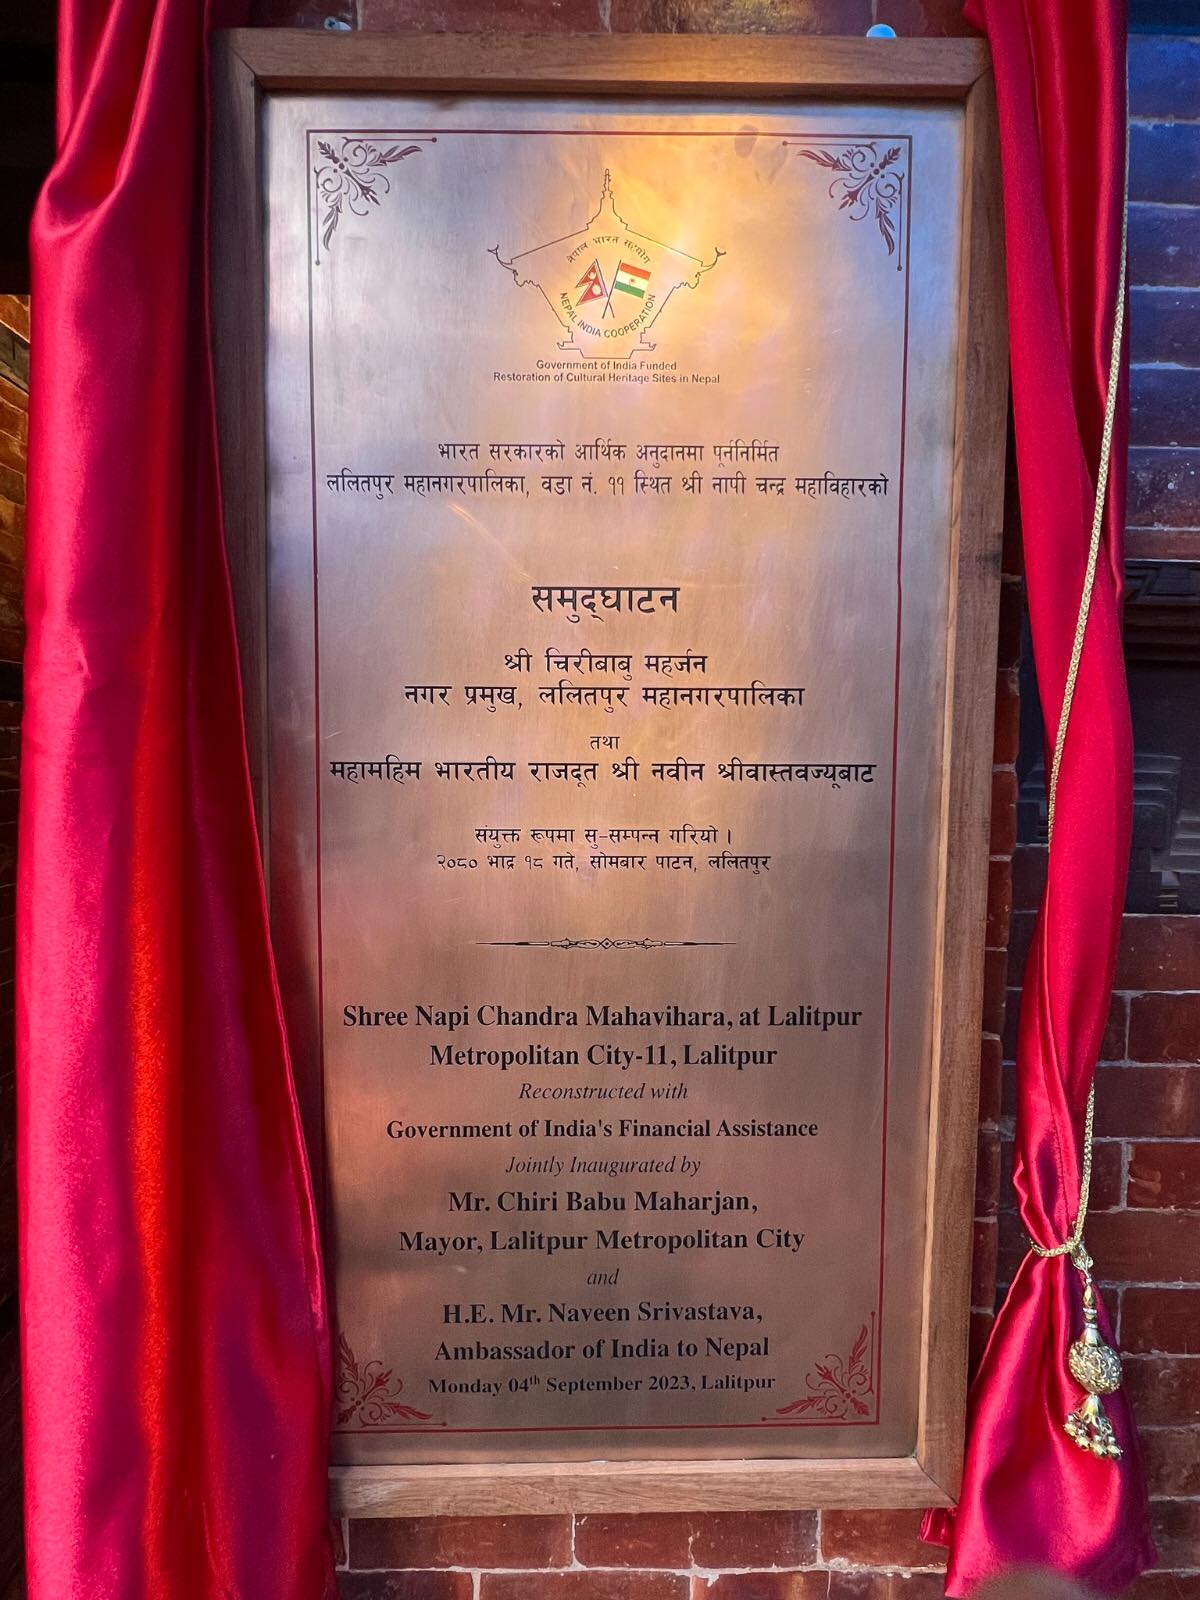 नेपाल भारत सहयोग
NEPAL INDIA COOPERATION
Government of India Funded
Restoration of Cultural Heritage Sites in Nepal
भारत सरकारको आर्थिक अनुदानमा पूर्ननिर्मित
ललितपुर महानगरपालिका, वडा नं. ११ स्थित श्री नापी चन्द्र महाविहारको
समुद्‌घाटन
श्री चिरीबाबु महर्जन
नगर प्रमुख, ललितपुर महानगरपालिका
तथा
महामहिम भारतीय राजदूत श्री नवीन श्रीवास्तवज्यूबाट
संयुक्त रूपमा सु-सम्पन्न गरियो ।
२०८० भाद्र १८ गते, सोमबार पाटन, ललितपुर
Shree Napi Chandra Mahavihara, at Lalitpur
Metropolitan City-11, Lalitpur
Reconstructed with
Government of India's Financial Assistance
Jointly Inaugurated by
Mr. Chiri Babu Maharjan,
Mayor, Lalitpur Metropolitan City
and
H.E. Mr. Naveen Srivastava,
Ambassador of India to Nepal
Monday 04th September 2023, Lalitpur